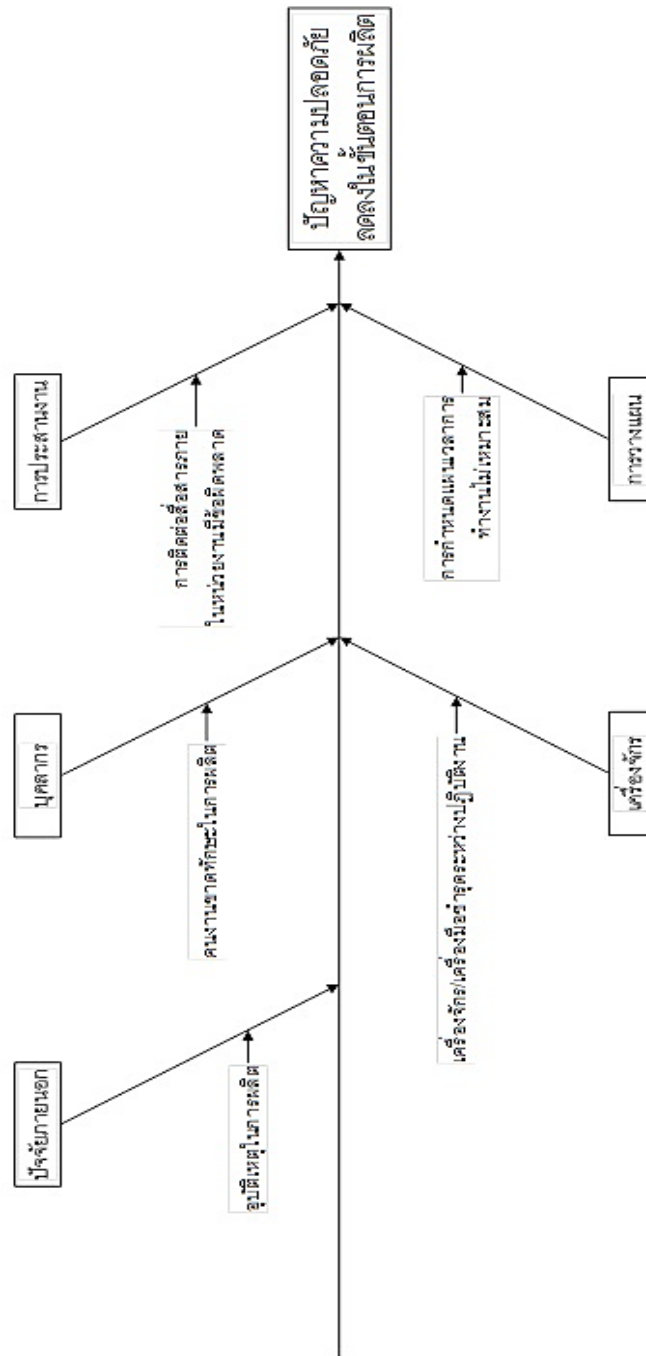 ปัญหาความปลอดภัย
ลดลงในขั้นตอนการผลิต
ปัจจัยภายนอก
บุคลากร
การประสานงาน
อุบัติเหตุในการผลิต
คนงานขาดทักษะในการผลิต
การติดต่อสื่อสารภาย
ในหน่วยงานมีข้อผิดพลาด
เครื่องจักร/เครื่องมือชำรุดระหว่างปฏิบัติงาน
การกำหนดแผนเวลาการ
ทำงานไม่เหมาะสม
เครื่องจักร
การวางแผน